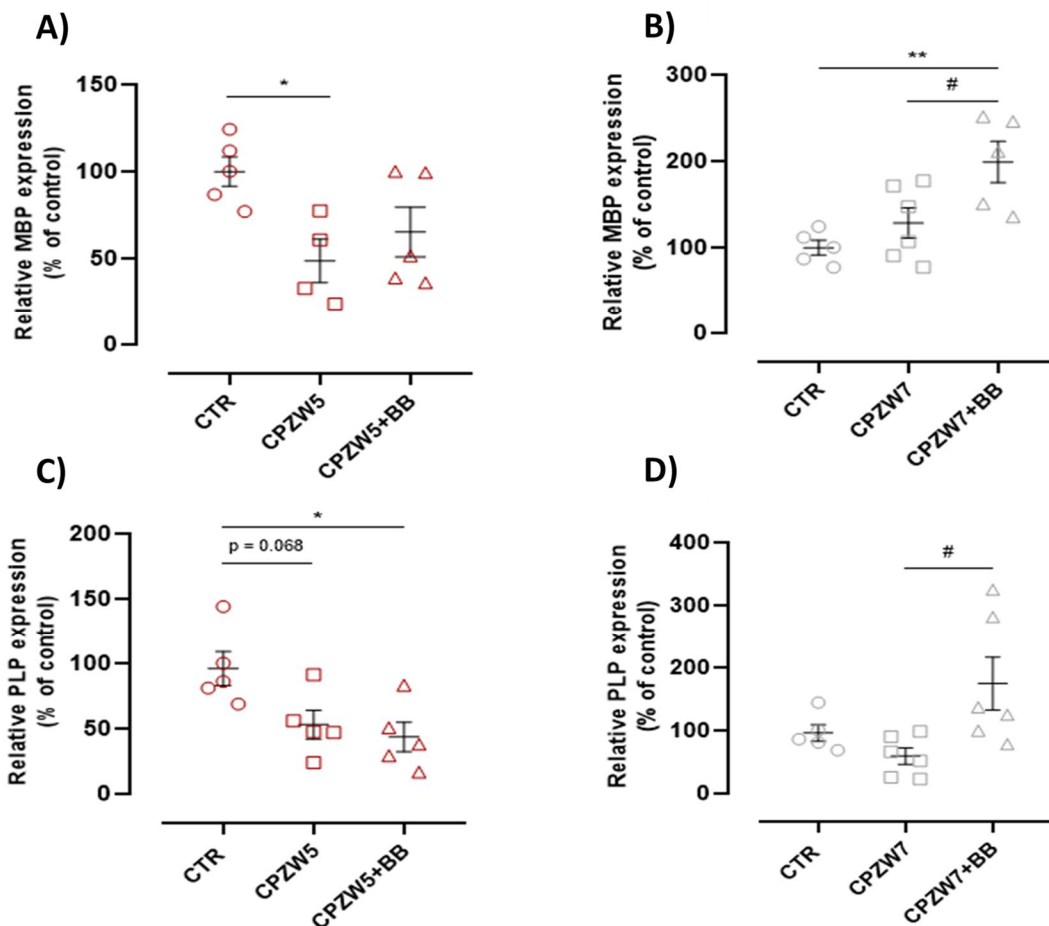 A)
Relative MBP expression
(% of control)
150
100
50
0
*
CTR
CPZW5
CPZW5+BB
B)
Relative MBP expression
(% of control)
300
200
100
0
**
#
CTR
CPZW7
CPZW7+BB
C)
Relative PLP expression
(% of control)
200
150
100
50
0
*
p = 0.068
CTR
CPZW5
CPZW5+BB
D)
Relative PLP expression
(% of control)
400
300
200
100
0
#
CTR
CPZW7
CPZW7+BB